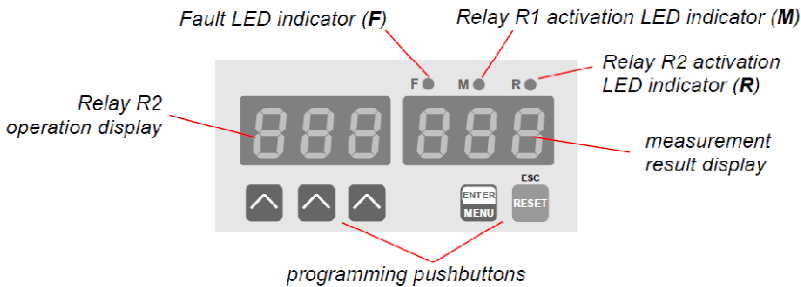 Fault LED indicator (F)
Relay R1 activation LED indicator (M)
Relay R2 activation
LED indicator (R)
F M R
Relay R2
operation display
888 888
measurement
result display
ESC
ENTER
MENU
RESET
programming pushbuttons